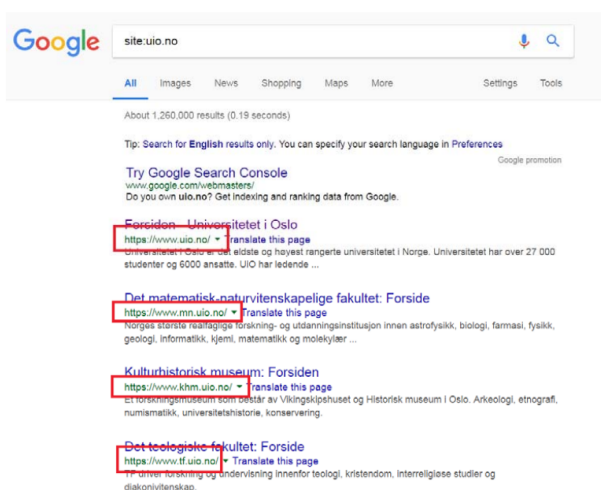 Google
site:uio.no
All Images News Shopping Maps More Settings Tools
About 1,260,000 results (0.19 seconds)
Tip: Search for English results only. You can specify your search language in Preferences
Google promotion
Try Google Search Console
www.google.com/webmasters/
Do you own uio.no? Get indexing and ranking data from Google.
Forsiden - Universitetet i Oslo
https://www.uio.no/ Translate this page
Universitetet i Oslo er det eldste og høyest rangerte universitetet i Norge. Universitetet har over 27 000
studenter og 6000 ansatte. UiO har ledende ...
Det matematisk-naturvitenskapelige fakultet: Forside
https://www.mn.uio.no/ Translate this page
Norges største realfaglige forskning- og utdanningsinstitusjon innen astrofysikk, biologi, farmasi, fysikk,
geologi, informatikk, kjemi, matematikk og molekylær ...
Kulturhistorisk museum: Forsiden
https://www.khm.uio.no/ Translate this page
Et forskningsmuseum som består av Vikingskipshuset og Historisk museum i Oslo. Arkeologi, etnografi,
numismatikk, universitetshistorie, konservering.
Det teologiske fakultet: Forside
https://www.tf.uio.no/ Translate this page
TF driver forskning og undervisning innenfor teologi, kristendom, interreligiøse studier og
diakonivitenskap.